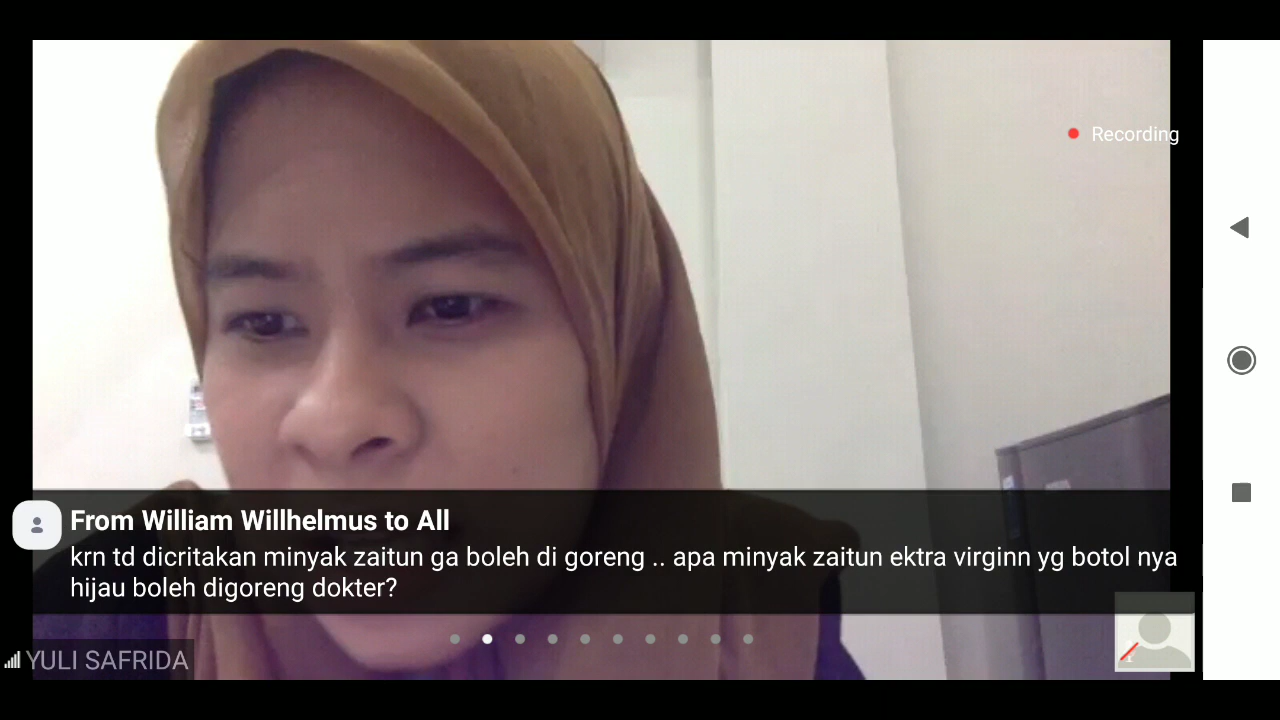 Recording
From William Willhelmus to All
krn td dicritakan minyak zaitun ga boleh di goreng .. apa minyak zaitun ektra virginn yg botol nya
hijau boleh digoreng dokter?
YULI SAFRIDA